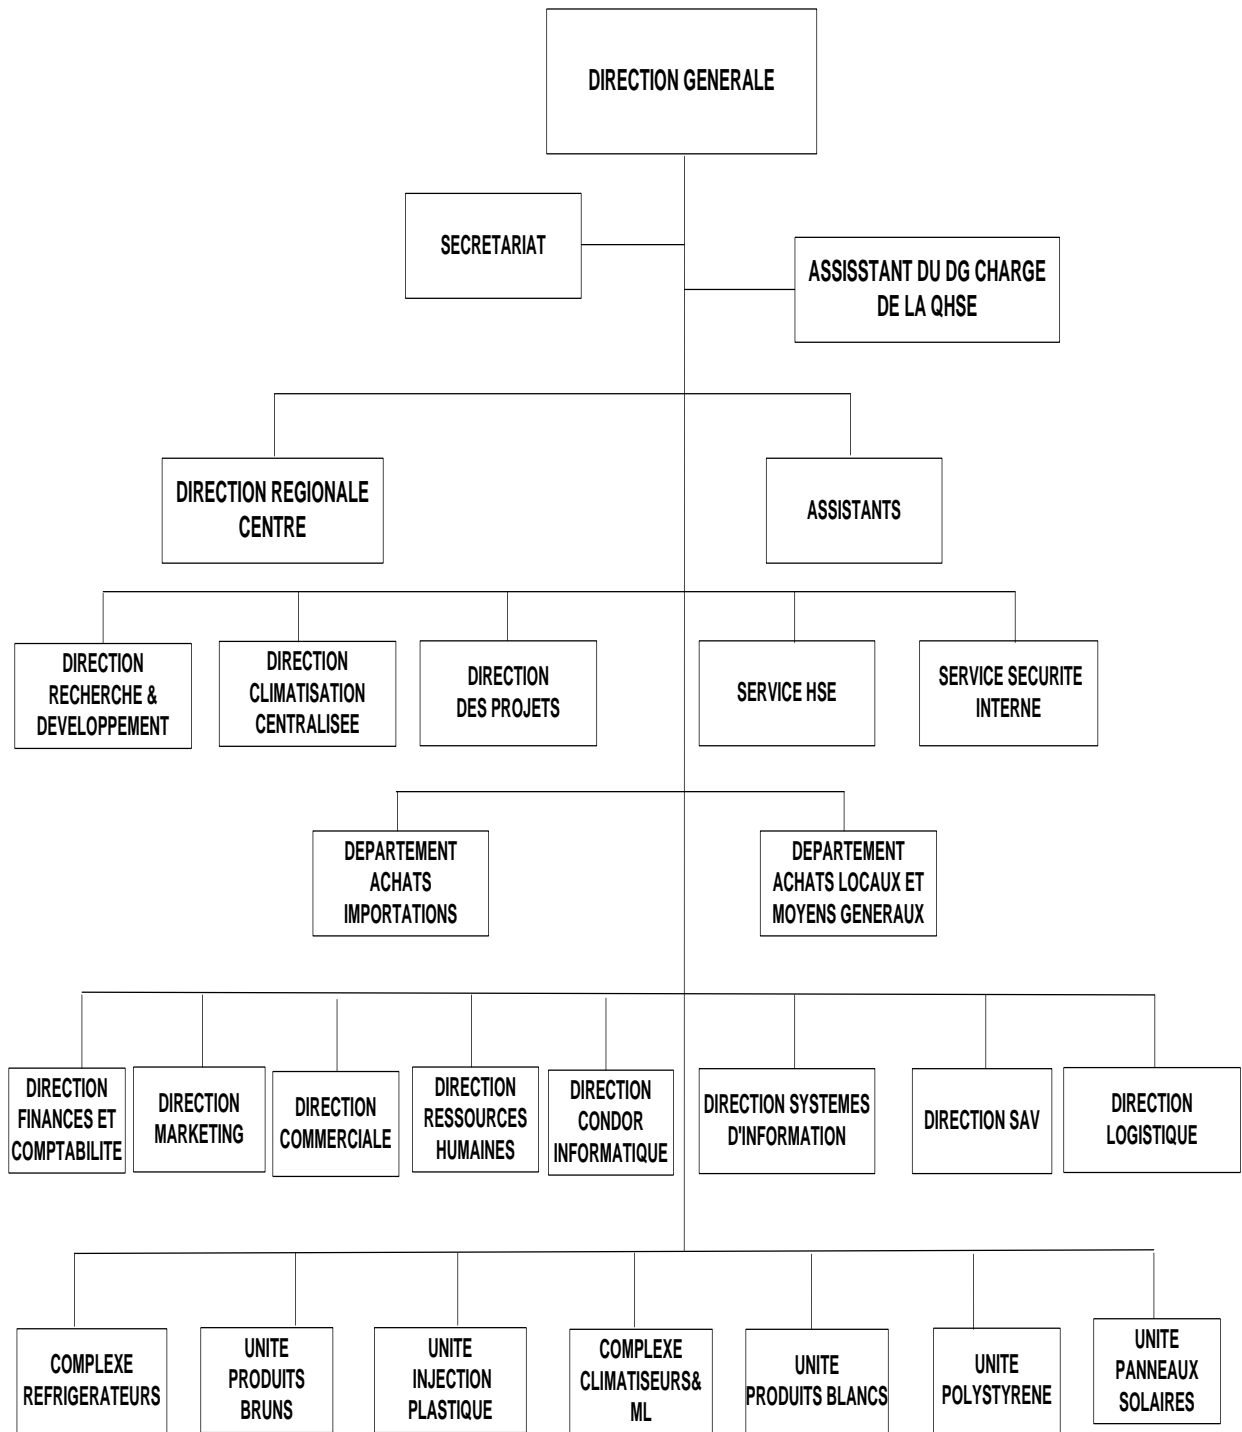 DIRECTION GENERALE
SECRETARIAT
ASSISSTANT DU DG CHARGE
DE LA QHSE
DIRECTION REGIONALE
CENTRE
ASSISTANTS
DIRECTION
RECHERCHE &
DEVELOPPEMENT
DIRECTION
CLIMATISATION
CENTRALISEE
DIRECTION
DES PROJETS
SERVICE HSE
SERVICE SECURITE
INTERNE
DEPARTEMENT
ACHATS
IMPORTATIONS
DEPARTEMENT
ACHATS LOCAUX ET
MOYENS GENERAUX
DIRECTION
FINANCES ET
COMPTABILITE
DIRECTION
MARKETING
DIRECTION
COMMERCIALE
DIRECTION
RESSOURCES
HUMAINES
DIRECTION
CONDOR
INFORMATIQUE
DIRECTION SYSTEMES
D'INFORMATION
DIRECTION SAV
DIRECTION
LOGISTIQUE
COMPLEXE
REFRIGERATEURS
UNITE
PRODUITS
BRUNS
UNITE
INJECTION
PLASTIQUE
COMPLEXE
CLIMATISEURS&
ML
UNITE
PRODUITS BLANCS
UNITE
POLYSTYRENE
UNITE
PANNEAUX
SOLAIRES